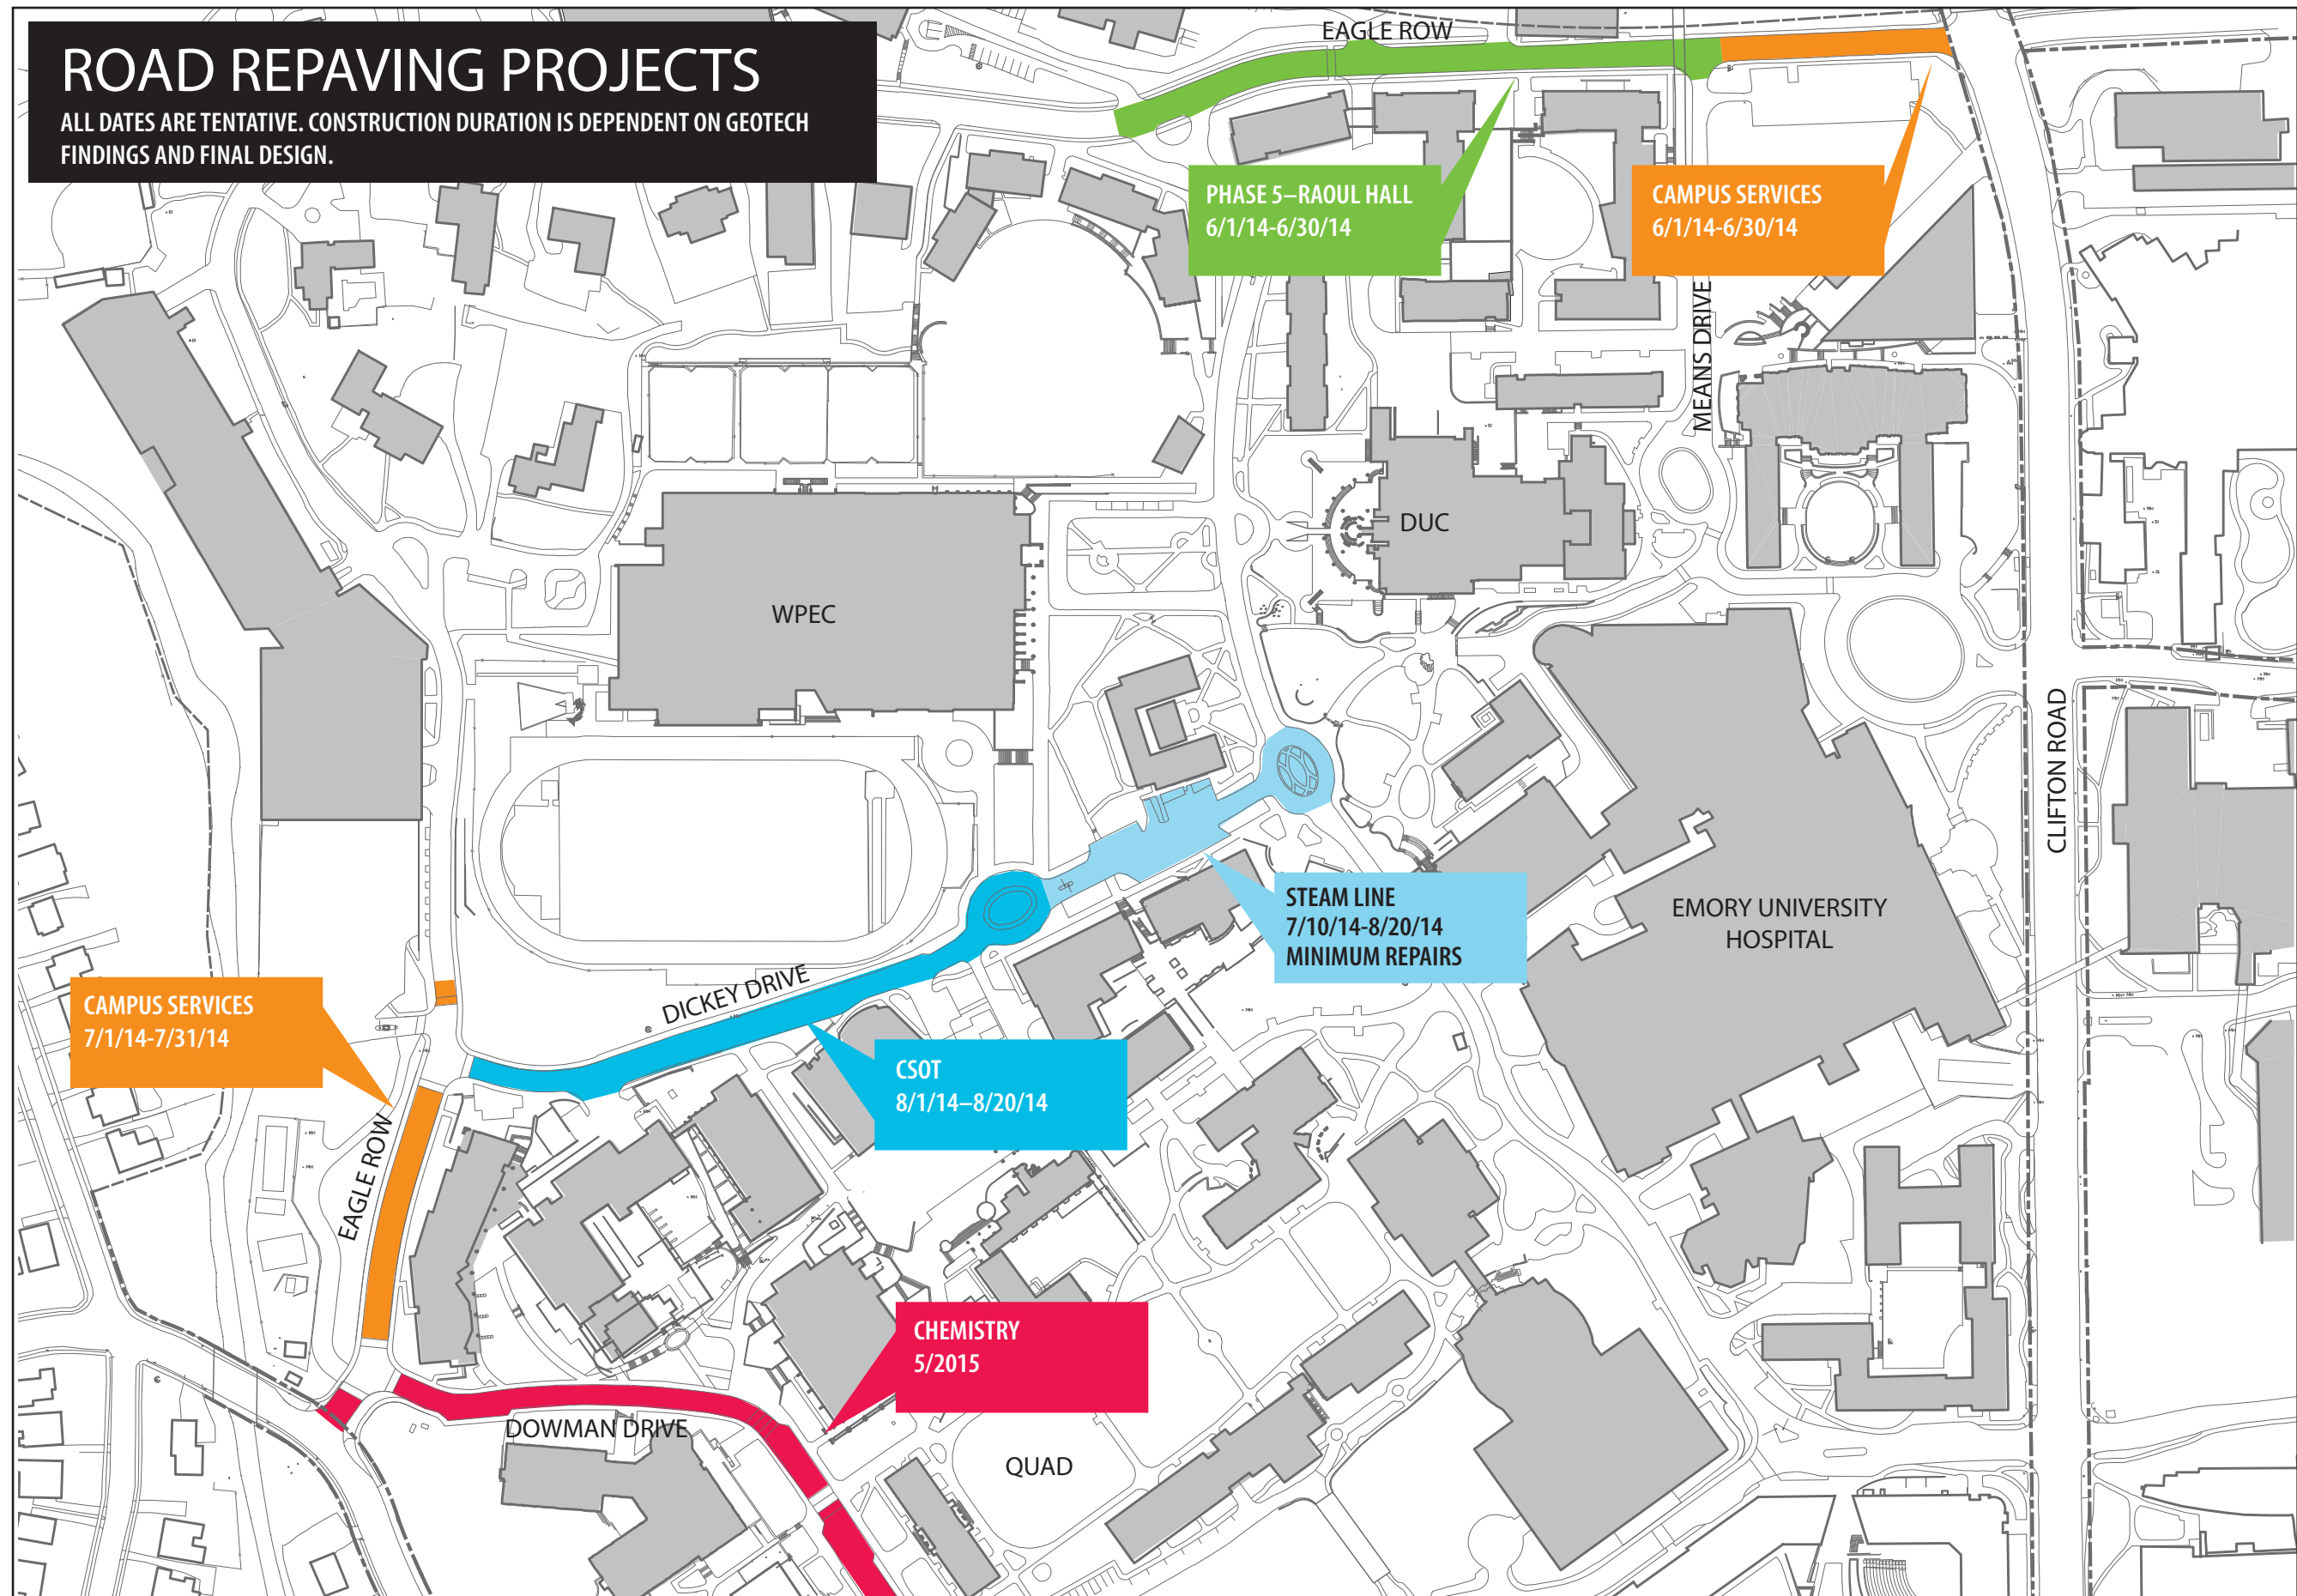 ROAD REPAVING PROJECTS
ALL DATES ARE TENTATIVE. CONSTRUCTION DURATION IS DEPENDENT ON GEOTECH
FINDINGS AND FINAL DESIGN.
EAGLE ROW
PHASE 5–RAOUL HALL
6/1/14-6/30/14
CAMPUS SERVICES
6/1/14-6/30/14
MEANS DRIVE
DUC
WPEC
CLIFTON ROAD
STEAM LINE
7/10/14-8/20/14
MINIMUM REPAIRS
EMORY UNIVERSITY
HOSPITAL
DICKEY DRIVE
CAMPUS SERVICES
7/1/14-7/31/14
CSOT
8/1/14–8/20/14
EAGLE ROW
CHEMISTRY
5/2015
DOWMAN DRIVE
QUAD